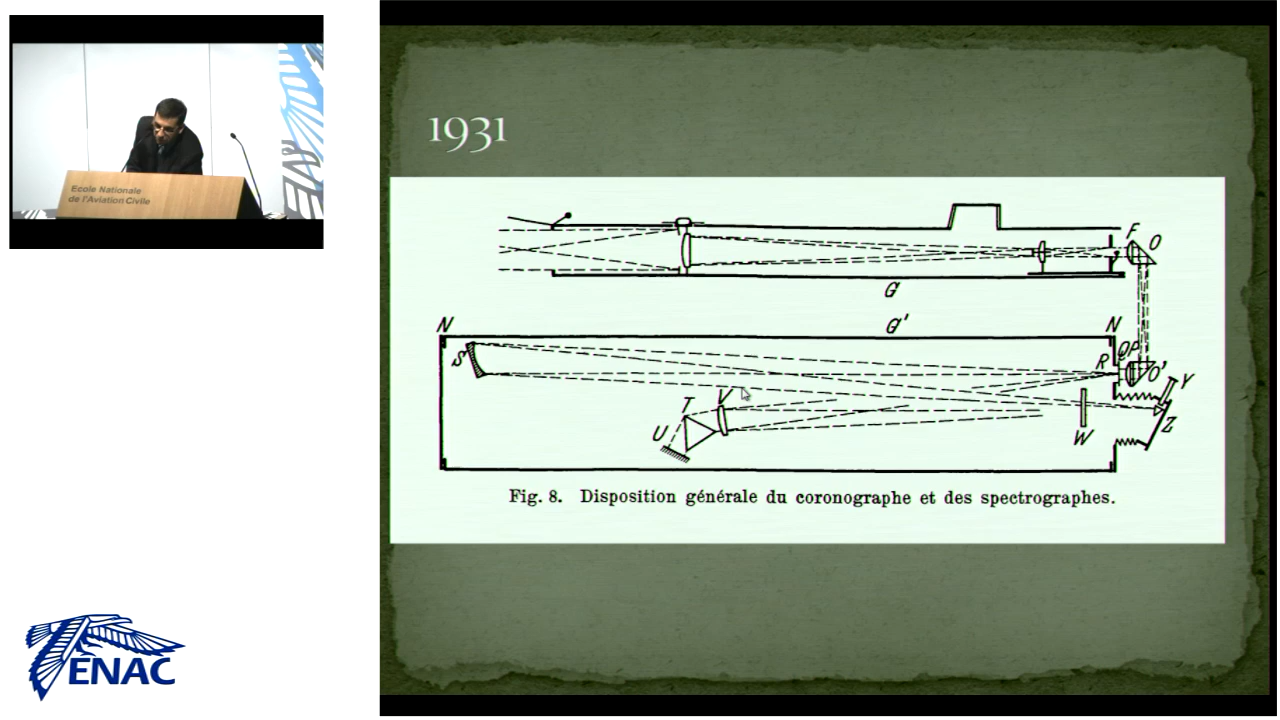 Ecole Nationale
de l'Aviation Civile
ENAC
1931
F
O
G
N
G'
N
S
R
Q P
O'
Y
T
V
U
W
Z
Fig. 8. Disposition générale du coronographe et des spectrographes.